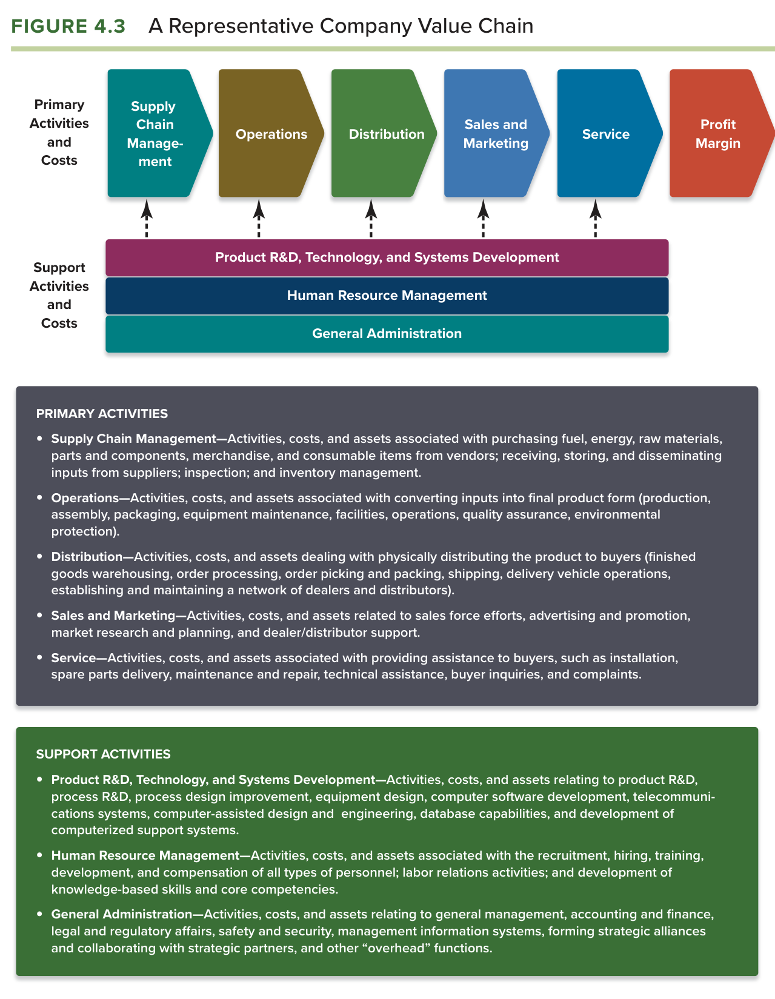 FIGURE 4.3 A Representative Company Value Chain
Primary
Activities
and
Costs
Supply
Chain
Manage-
ment
Operations
Distribution
Sales and
Marketing
Service
Profit
Margin
Support
Activities
and
Costs
Product R&D, Technology, and Systems Development
Human Resource Management
General Administration
PRIMARY ACTIVITIES
• Supply Chain Management—Activities, costs, and assets associated with purchasing fuel, energy, raw materials,
parts and components, merchandise, and consumable items from vendors; receiving, storing, and disseminating
inputs from suppliers; inspection; and inventory management.
• Operations—Activities, costs, and assets associated with converting inputs into final product form (production,
assembly, packaging, equipment maintenance, facilities, operations, quality assurance, environmental
protection).
• Distribution—Activities, costs, and assets dealing with physically distributing the product to buyers (finished
goods warehousing, order processing, order picking and packing, shipping, delivery vehicle operations,
establishing and maintaining a network of dealers and distributors).
• Sales and Marketing—Activities, costs, and assets related to sales force efforts, advertising and promotion,
market research and planning, and dealer/distributor support.
• Service—Activities, costs, and assets associated with providing assistance to buyers, such as installation,
spare parts delivery, maintenance and repair, technical assistance, buyer inquiries, and complaints.
SUPPORT ACTIVITIES
• Product R&D, Technology, and Systems Development—Activities, costs, and assets relating to product R&D,
process R&D, process design improvement, equipment design, computer software development, telecommuni-
cations systems, computer-assisted design and engineering, database capabilities, and development of
computerized support systems.
• Human Resource Management—Activities, costs, and assets associated with the recruitment, hiring, training,
development, and compensation of all types of personnel; labor relations activities; and development of
knowledge-based skills and core competencies.
• General Administration—Activities, costs, and assets relating to general management, accounting and finance,
legal and regulatory affairs, safety and security, management information systems, forming strategic alliances
and collaborating with strategic partners, and other “overhead” functions.